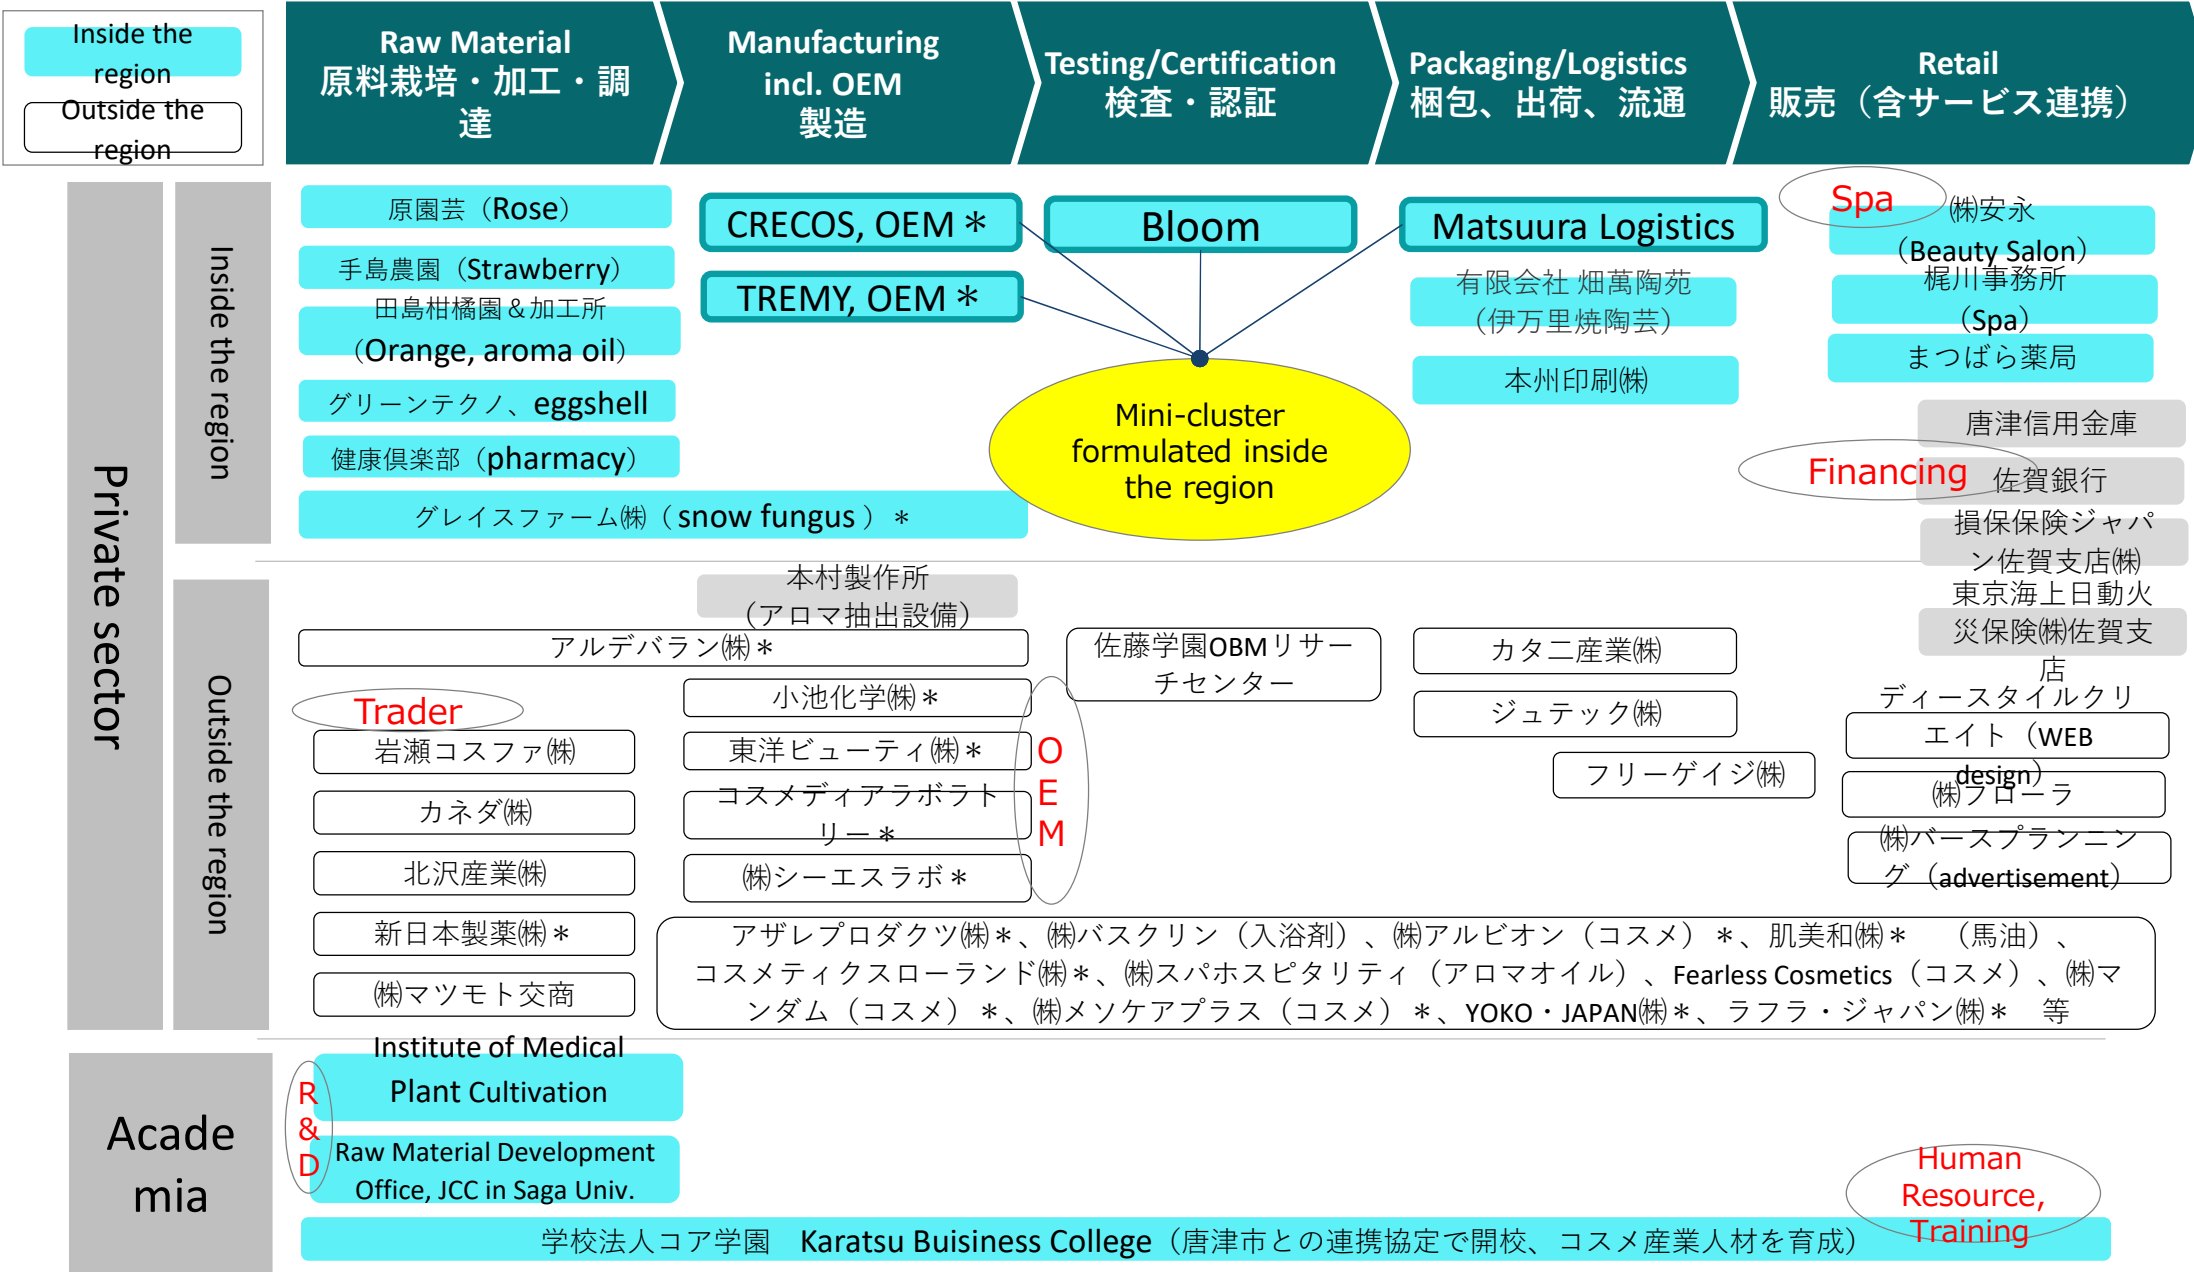 Inside the
region
Outside the
region
Raw Material
原料栽培・加工・調
達
Manufacturing
incl. OEM
製造
Testing/Certification
検査・認証
Packaging/Logistics
梱包、出荷、流通
Retail
販売（含サービス連携）
Private sector
Inside the region
原園芸（Rose）
手島農園（Strawberry）
田島柑橘園＆加工所
（Orange, aroma oil）
グリーンテクノ、eggshell
健康倶楽部（pharmacy）
グレイスファーム㈱（ snow fungus ）＊
CRECOS, OEM＊
TREMY, OEM＊
Bloom
Mini-cluster
formulated inside
the region
Matsuura Logistics
有限会社 畑萬陶苑
（伊万里焼陶芸）
本州印刷㈱
Spa
㈱安永
（Beauty Salon）
梶川事務所
（Spa）
まつばら薬局
唐津信用金庫
Financing
佐賀銀行
損保保険ジャパ
ン佐賀支店㈱
東京海上日動火
災保険㈱佐賀支
店
Outside the region
本村製作所
（アロマ抽出設備）
アルデバラン㈱＊
Trader
岩瀬コスファ㈱
カネダ㈱
北沢産業㈱
新日本製薬㈱＊
㈱マツモト交商
小池化学㈱＊
東洋ビューティ㈱＊
コスメディアラボラト
リー＊
㈱シーエスラボ＊
O
E
M
佐藤学園OBMリサー
チセンター
カタニ産業㈱
ジュテック㈱
フリーゲイジ㈱
ディースタイルクリ
エイト（WEB
design）
㈱フローラ
㈱バースプランニン
グ（advertisement）
アザレプロダクツ㈱＊、㈱バスクリン（入浴剤）、㈱アルビオン（コスメ）＊、肌美和㈱＊　（馬油）、
コスメティクスローランド㈱＊、㈱スパホスピタリティ（アロマオイル）、Fearless Cosmetics（コスメ）、㈱マ
ンダム（コスメ）＊、㈱メソケアプラス（コスメ）＊、YOKO・JAPAN㈱＊、ラフラ・ジャパン㈱＊　等
Acade
mia
R
&
D
Institute of Medical
Plant Cultivation
Raw Material Development
Office, JCC in Saga Univ.
Human
Resource,
Training
学校法人コア学園　Karatsu Buisiness College（唐津市との連携協定で開校、コスメ産業人材を育成）